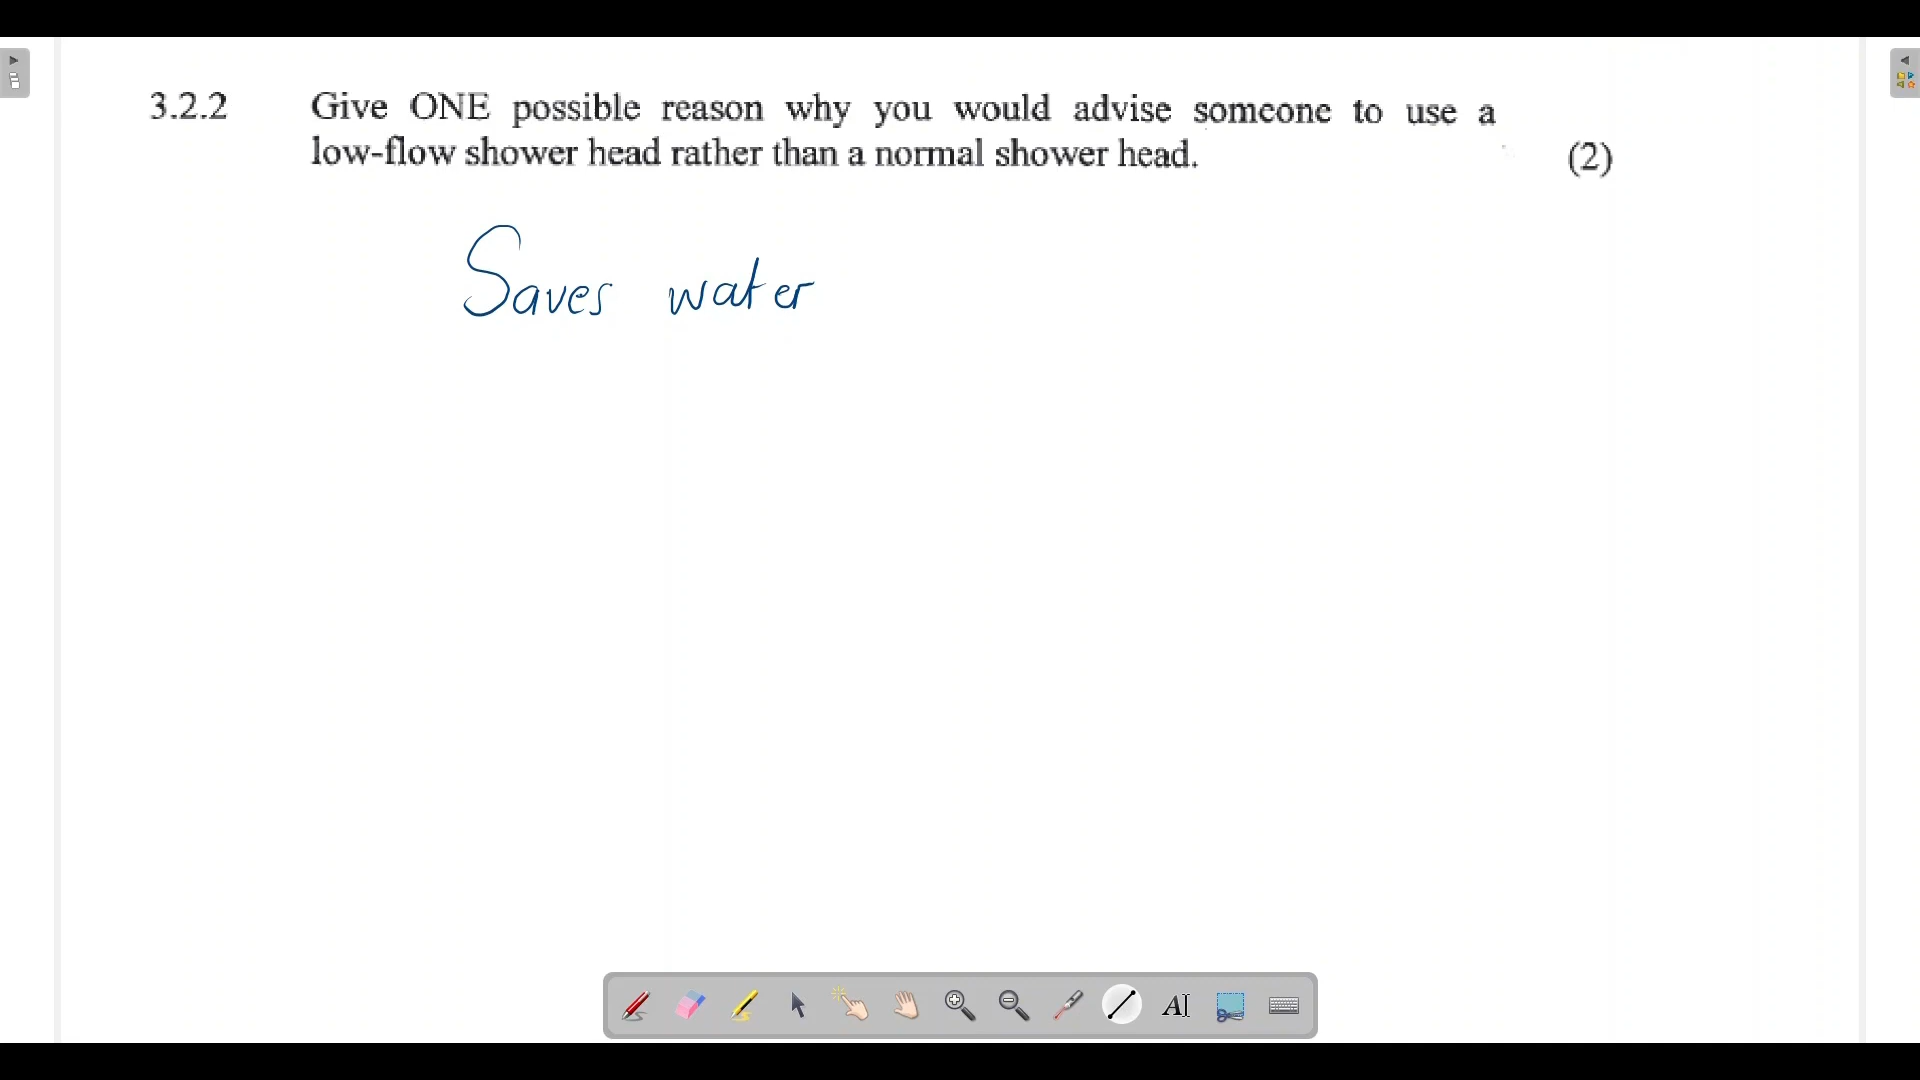 3.2.2 Give ONE possible reason why you would advise someone to use a
low-flow shower head rather than a normal shower head. (2)
Saves water